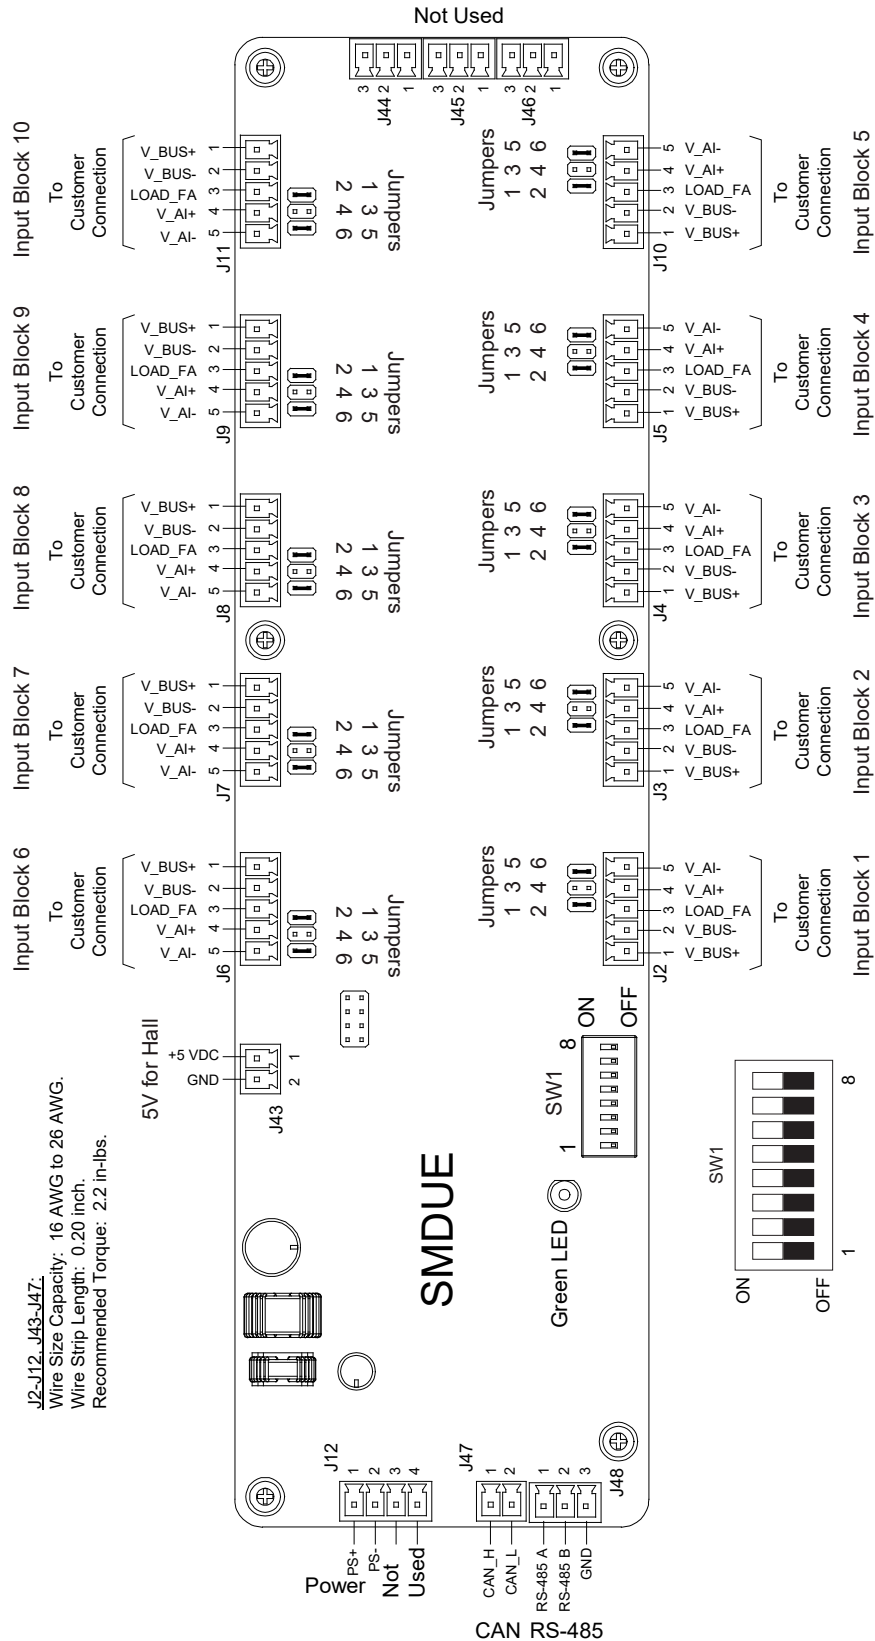 Not Used
3
2
1
J44
3
2
1
J45
3
2
1
J46
Input Block 10
To
Customer
Connection
V_BUS+ 1
V_BUS- 2
LOAD_FA 3
V_AI+ 4
V_AI- 5
J11
2 4 6
1 3 5
Jumpers
Jumpers
1 3 5
2 4 6
5 V_AI-
4 V_AI+
3 LOAD_FA
2 V_BUS-
1 V_BUS+
J10
To
Customer
Connection
Input Block 5
Input Block 9
To
Customer
Connection
V_BUS+ 1
V_BUS- 2
LOAD_FA 3
V_AI+ 4
V_AI- 5
J9
2 4 6
1 3 5
Jumpers
Jumpers
1 3 5
2 4 6
5 V_AI-
4 V_AI+
3 LOAD_FA
2 V_BUS-
1 V_BUS+
J5
To
Customer
Connection
Input Block 4
Input Block 8
To
Customer
Connection
V_BUS+ 1
V_BUS- 2
LOAD_FA 3
V_AI+ 4
V_AI- 5
J8
2 4 6
1 3 5
Jumpers
Jumpers
1 3 5
2 4 6
5 V_AI-
4 V_AI+
3 LOAD_FA
2 V_BUS-
1 V_BUS+
J4
To
Customer
Connection
Input Block 3
Input Block 7
To
Customer
Connection
V_BUS+ 1
V_BUS- 2
LOAD_FA 3
V_AI+ 4
V_AI- 5
J7
2 4 6
1 3 5
Jumpers
Jumpers
1 3 5
2 4 6
5 V_AI-
4 V_AI+
3 LOAD_FA
2 V_BUS-
1 V_BUS+
J3
To
Customer
Connection
Input Block 2
Input Block 6
To
Customer
Connection
V_BUS+ 1
V_BUS- 2
LOAD_FA 3
V_AI+ 4
V_AI- 5
J6
2 4 6
1 3 5
Jumpers
Jumpers
1 3 5
2 4 6
5 V_AI-
4 V_AI+
3 LOAD_FA
2 V_BUS-
1 V_BUS+
J2
To
Customer
Connection
Input Block 1
5V for Hall
+5 VDC 1
GND 2
J43
SW1
1 8
ON
OFF
J2-J12, J43-J47:
Wire Size Capacity: 16 AWG to 26 AWG.
Wire Strip Length: 0.20 inch.
Recommended Torque: 2.2 in-lbs.
SMDUE
Green LED
SW1
ON
OFF
1 8
J12
1
2
3
4
PS+
PS-
Power
Not
Used
J47
1
2
CAN_H
CAN_L
CAN
1
2
3
J48
RS-485 A
RS-485 B
GND
RS-485